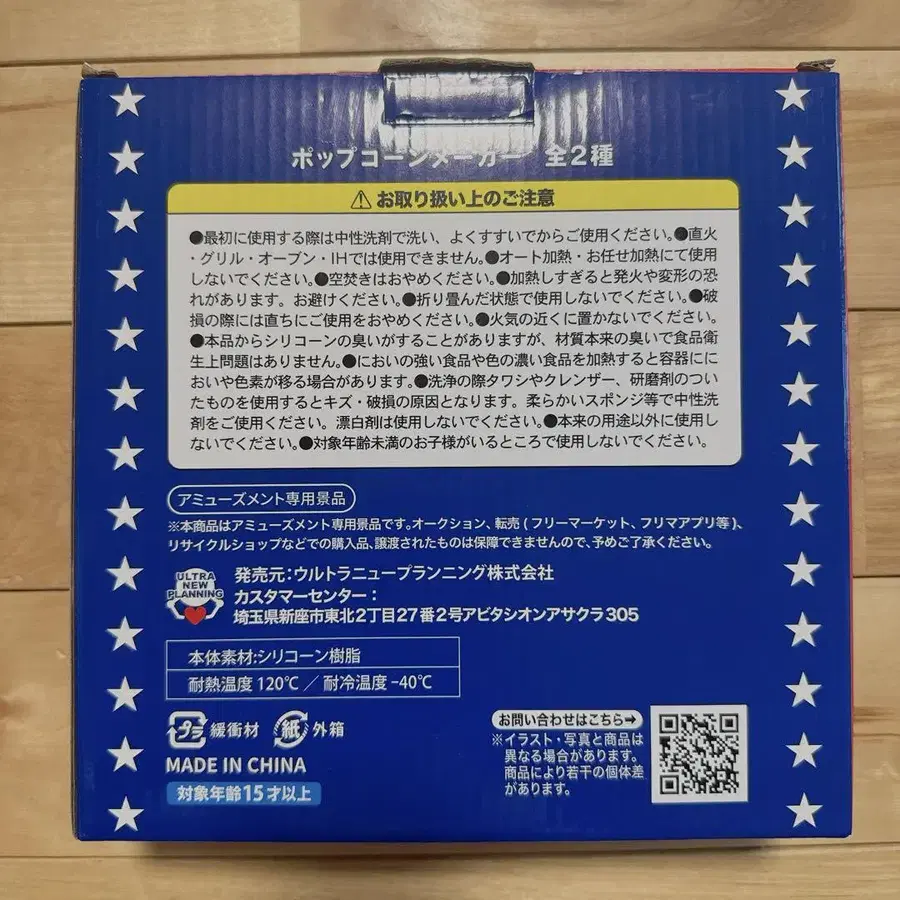 ポップコーンメーカー 全2種
⚠お取り扱い上のご注意
●最初に使用する際は中性洗剤で洗い、よくすすいでからご使用ください。●直火
・グリル・オーブン・IHでは使用できません。●オート加熱・お任せ加熱にて使用
しないでください。●空焚きはおやめください。●加熱しすぎると発火や変形の恐
れがあります。お避けください。●折り畳んだ状態で使用しないでください。●破
損の際には直ちにご使用をおやめください。●火気の近くに置かないでください。
●本品からシリコーンの臭いがすることがありますが、材質本来の臭いで食品衛
生上問題はありません。●においの強い食品や色の濃い食品を加熱すると容器にに
おいや色素が移る場合があります。●洗浄の際タワシやクレンザー、研磨剤のつい
たものを使用するとキズ・破損の原因となります。柔らかいスポンジ等で中性洗
剤をご使用ください。漂白剤は使用しないでください。●本来の用途以外に使用し
ないでください。●対象年齢未満のお子様がいるところで使用しないでください。
アミューズメント専用景品
※本商品はアミューズメント専用景品です。オークション、転売(フリーマーケット、フリマアプリ等)、
リサイクルショップなどでの購入品、譲渡されたものは保障できませんので、予めご了承ください。
ULTRA
NEW
PLANNING
発売元:ウルトラニュープランニング株式会社
カスタマーセンター:
埼玉県新座市東北2丁目27番2号アビタシオンアサクラ305
本体素材:シリコーン樹脂
耐熱温度120℃/耐冷温度-40℃
プラ 緩衝材 紙 外箱
MADE IN CHINA
対象年齢15才以上
お問い合わせはこちら➡
※イラスト・写真と商品は
異なる場合があります。
商品により若干の個体差
があります。